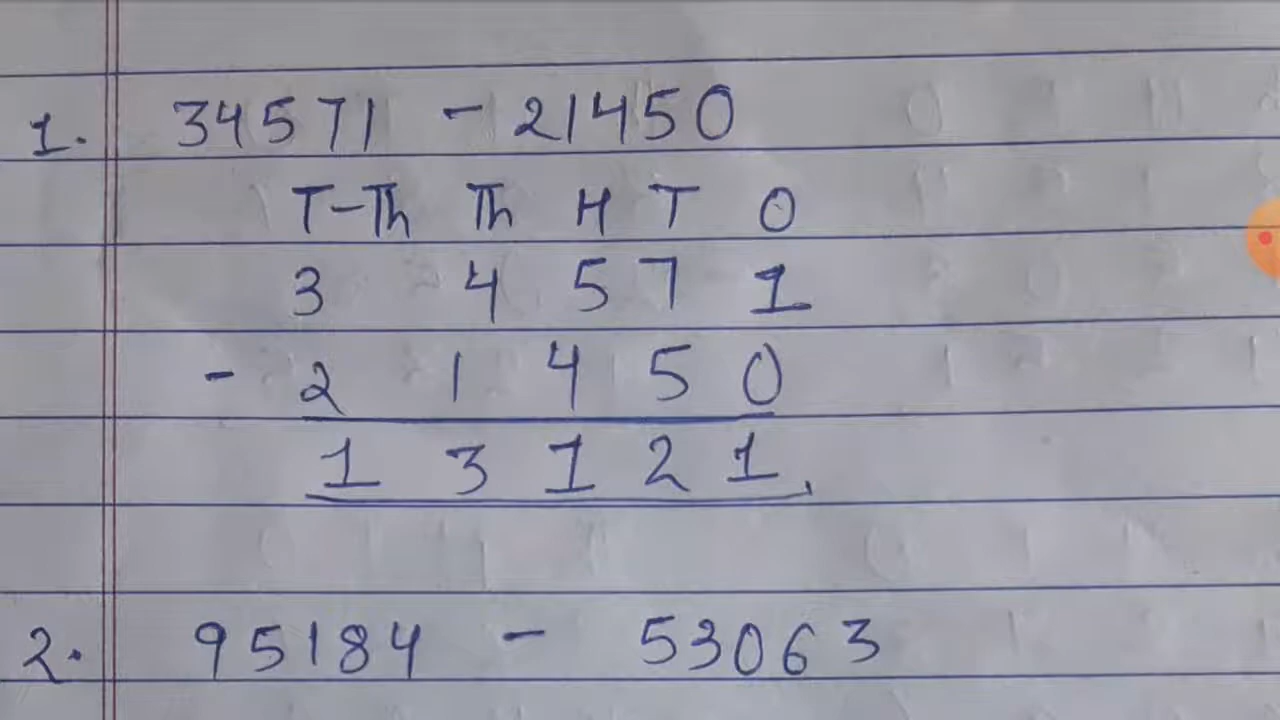 1. 34571 - 21450
T-Th Th H T O
3 4 5 7 1
- 2 1 4 5 0
1 3 1 2 1
2. 95184 - 53063